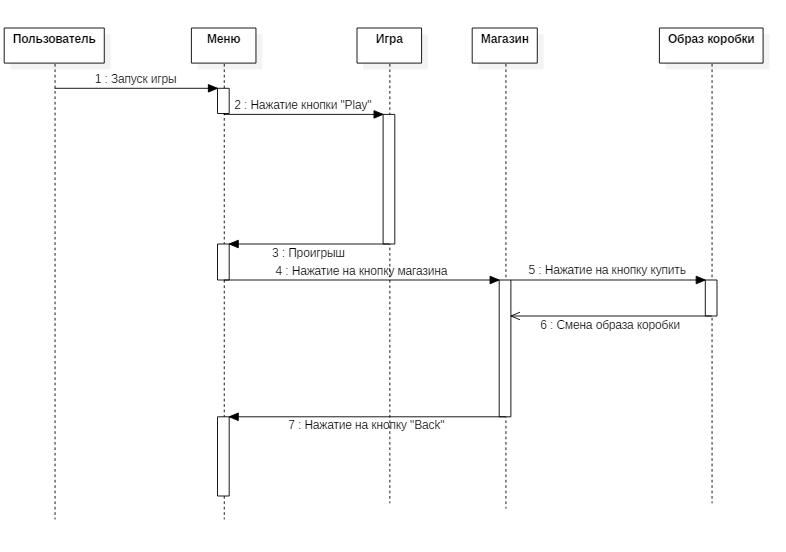 Пользователь
Меню
Игра
Магазин
Образ коробки
1 : Запуск игры
2 : Нажатие кнопки "Play"
3 : Проигрыш
4 : Нажатие на кнопку магазина
5 : Нажатие на кнопку купить
6 : Смена образа коробки
7 : Нажатие на кнопку "Back"